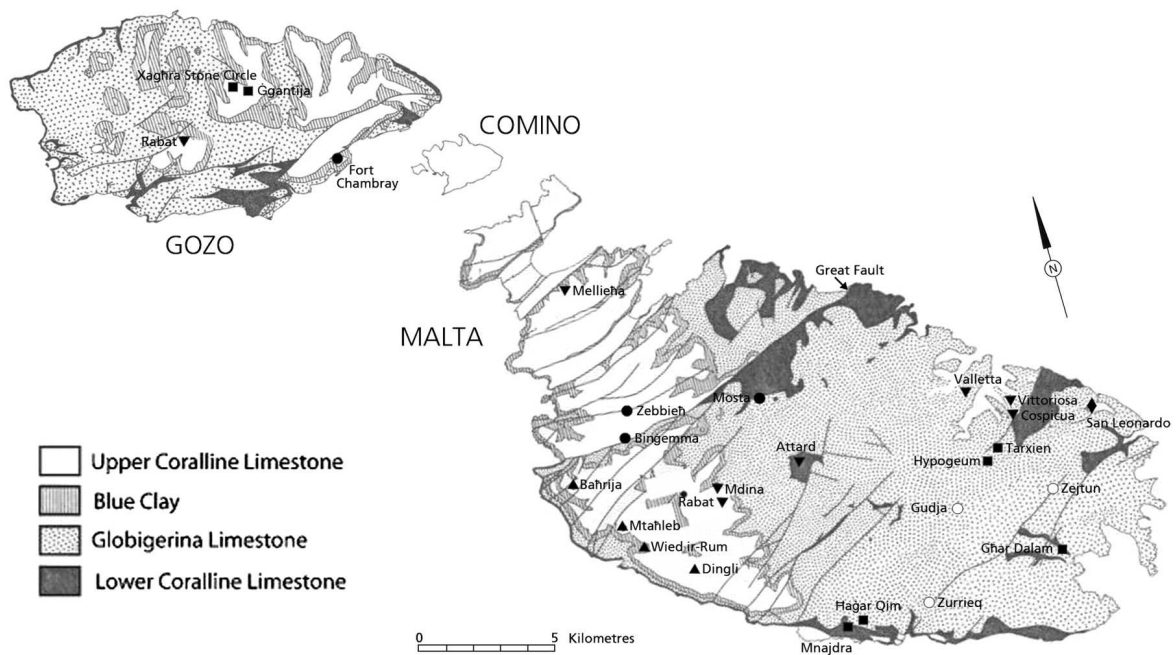 Xagħra Stone Circle
Ggantija
Rabat
Fort
Chambray
GOZO
COMINO
MALTA
N
Great Fault
Mellieħa
Valletta
Vittoriosa
Cospicua
San Leonardo
Mosta
Zebbieħ
Bingemma
Attard
Tarxien
Hypogeum
Zejtun
Baħrija
Mdina
Rabat
Gudja
Mtaħleb
Wied ir-Rum
Għar Dalam
Dingli
Hagar Qim
Zurrieq
Mnajdra
Upper Coralline Limestone
Blue Clay
Globigerina Limestone
Lower Coralline Limestone
0 5 Kilometres